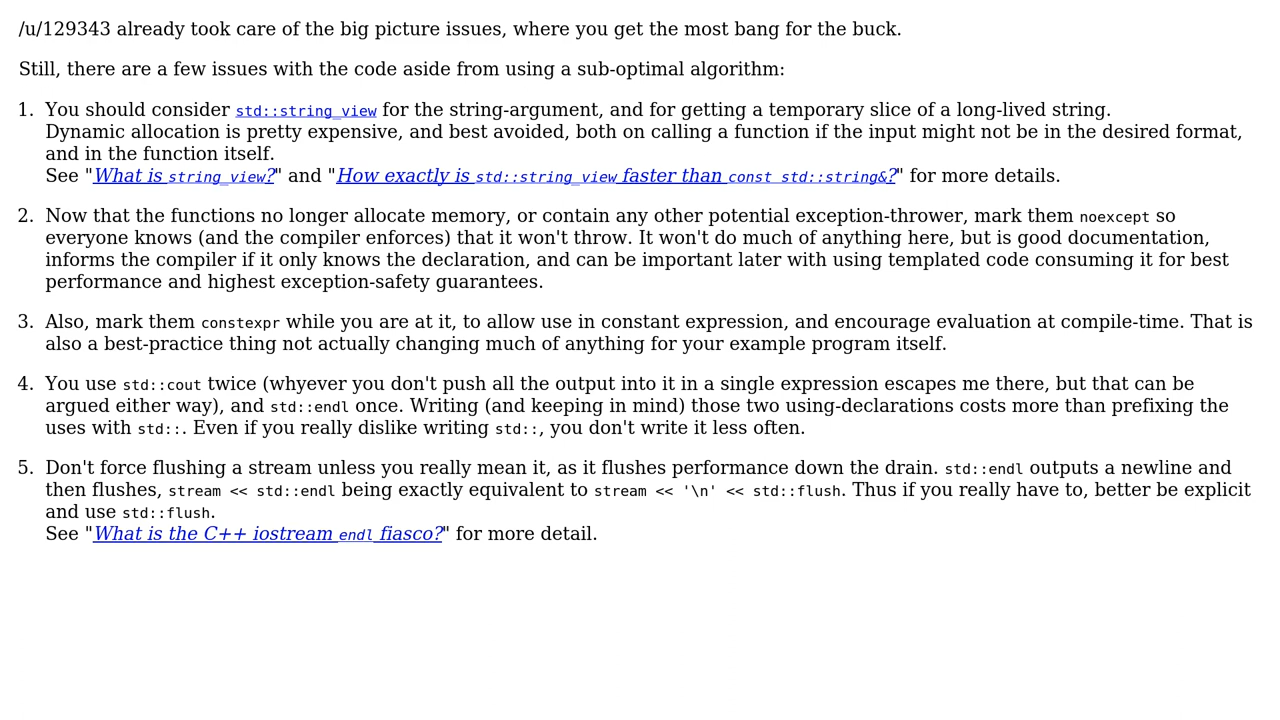 /u/129343 already took care of the big picture issues, where you get the most bang for the buck.
Still, there are a few issues with the code aside from using a sub-optimal algorithm:
1. You should consider std::string_view for the string-argument, and for getting a temporary slice of a long-lived string.
Dynamic allocation is pretty expensive, and best avoided, both on calling a function if the input might not be in the desired format,
and in the function itself.
See "What is string_view?" and "How exactly is std::string_view faster than const std::string&?" for more details.
2. Now that the functions no longer allocate memory, or contain any other potential exception-thrower, mark them noexcept so
everyone knows (and the compiler enforces) that it won't throw. It won't do much of anything here, but is good documentation,
informs the compiler if it only knows the declaration, and can be important later with using templated code consuming it for best
performance and highest exception-safety guarantees.
3. Also, mark them constexpr while you are at it, to allow use in constant expression, and encourage evaluation at compile-time. That is
also a best-practice thing not actually changing much of anything for your example program itself.
4. You use std::cout twice (whyever you don't push all the output into it in a single expression escapes me there, but that can be
argued either way), and std::endl once. Writing (and keeping in mind) those two using-declarations costs more than prefixing the
uses with std::. Even if you really dislike writing std::, you don't write it less often.
5. Don't force flushing a stream unless you really mean it, as it flushes performance down the drain. std::endl outputs a newline and
then flushes, stream << std::endl being exactly equivalent to stream << '\n' << std::flush. Thus if you really have to, better be explicit
and use std::flush.
See "What is the C++ iostream endl fiasco?" for more detail.